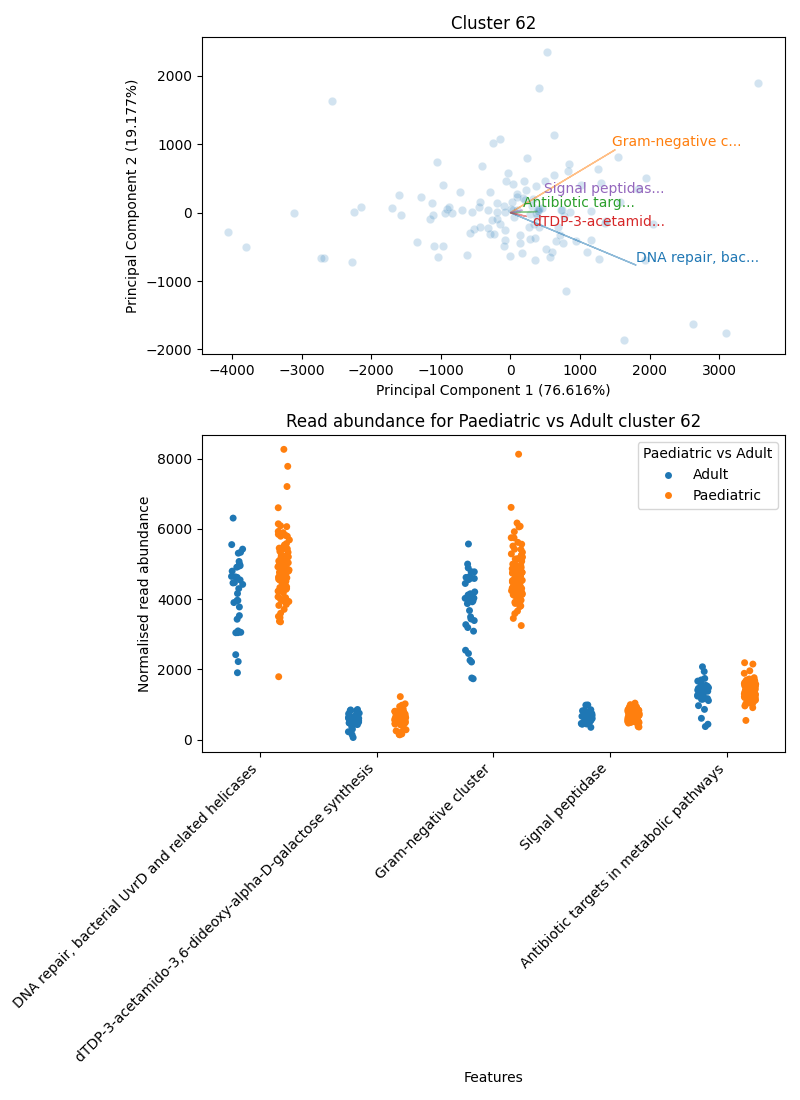 Cluster 62
Principal Component 2 (19.177%)
2000
1000
0
−1000
−2000
Gram-negative c...
Signal peptidas...
Antibiotic targ...
dTDP-3-acetamid...
DNA repair, bac...
−4000 −3000 −2000 −1000 0 1000 2000 3000
Principal Component 1 (76.616%)
Read abundance for Paediatric vs Adult cluster 62
Normalised read abundance
8000
6000
4000
2000
0
Paediatric vs Adult
Adult
Paediatric
DNA repair, bacterial UvrD and related helicases
dTDP-3-acetamido-3,6-dideoxy-alpha-D-galactose synthesis
Gram-negative cluster
Signal peptidase
Antibiotic targets in metabolic pathways
Features